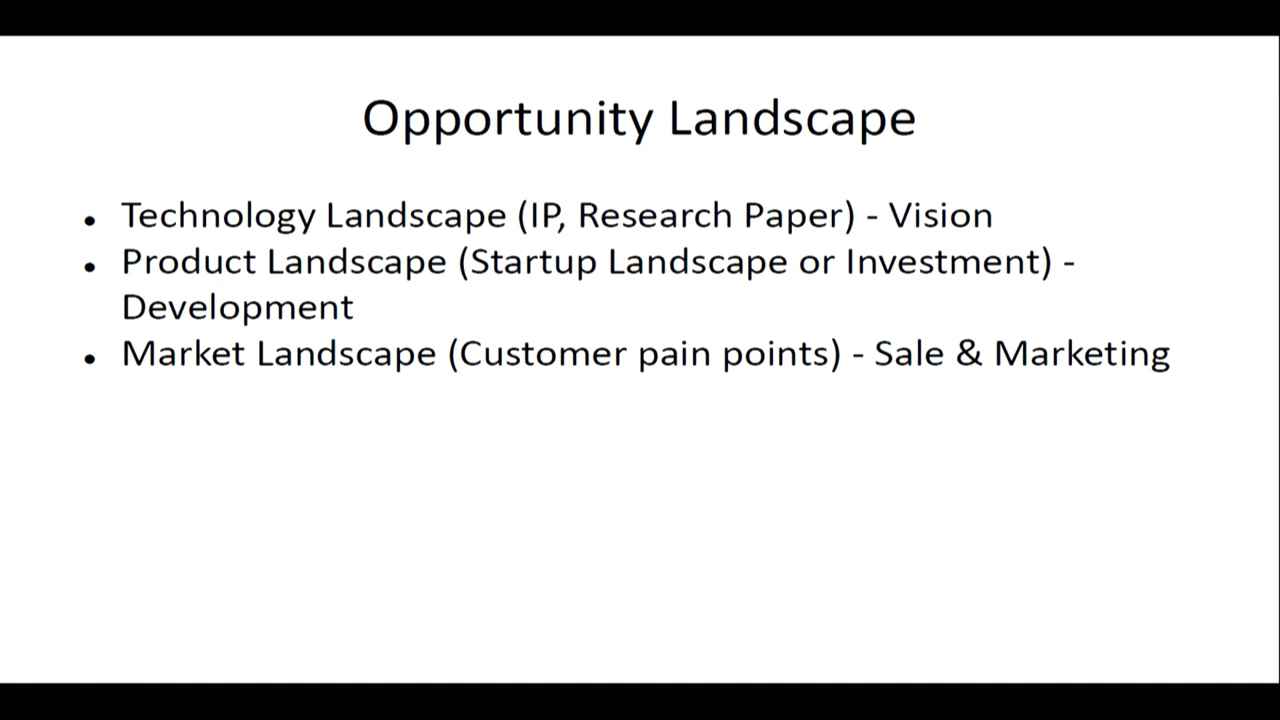 Opportunity Landscape
• Technology Landscape (IP, Research Paper) - Vision
• Product Landscape (Startup Landscape or Investment) -
Development
• Market Landscape (Customer pain points) - Sale & Marketing